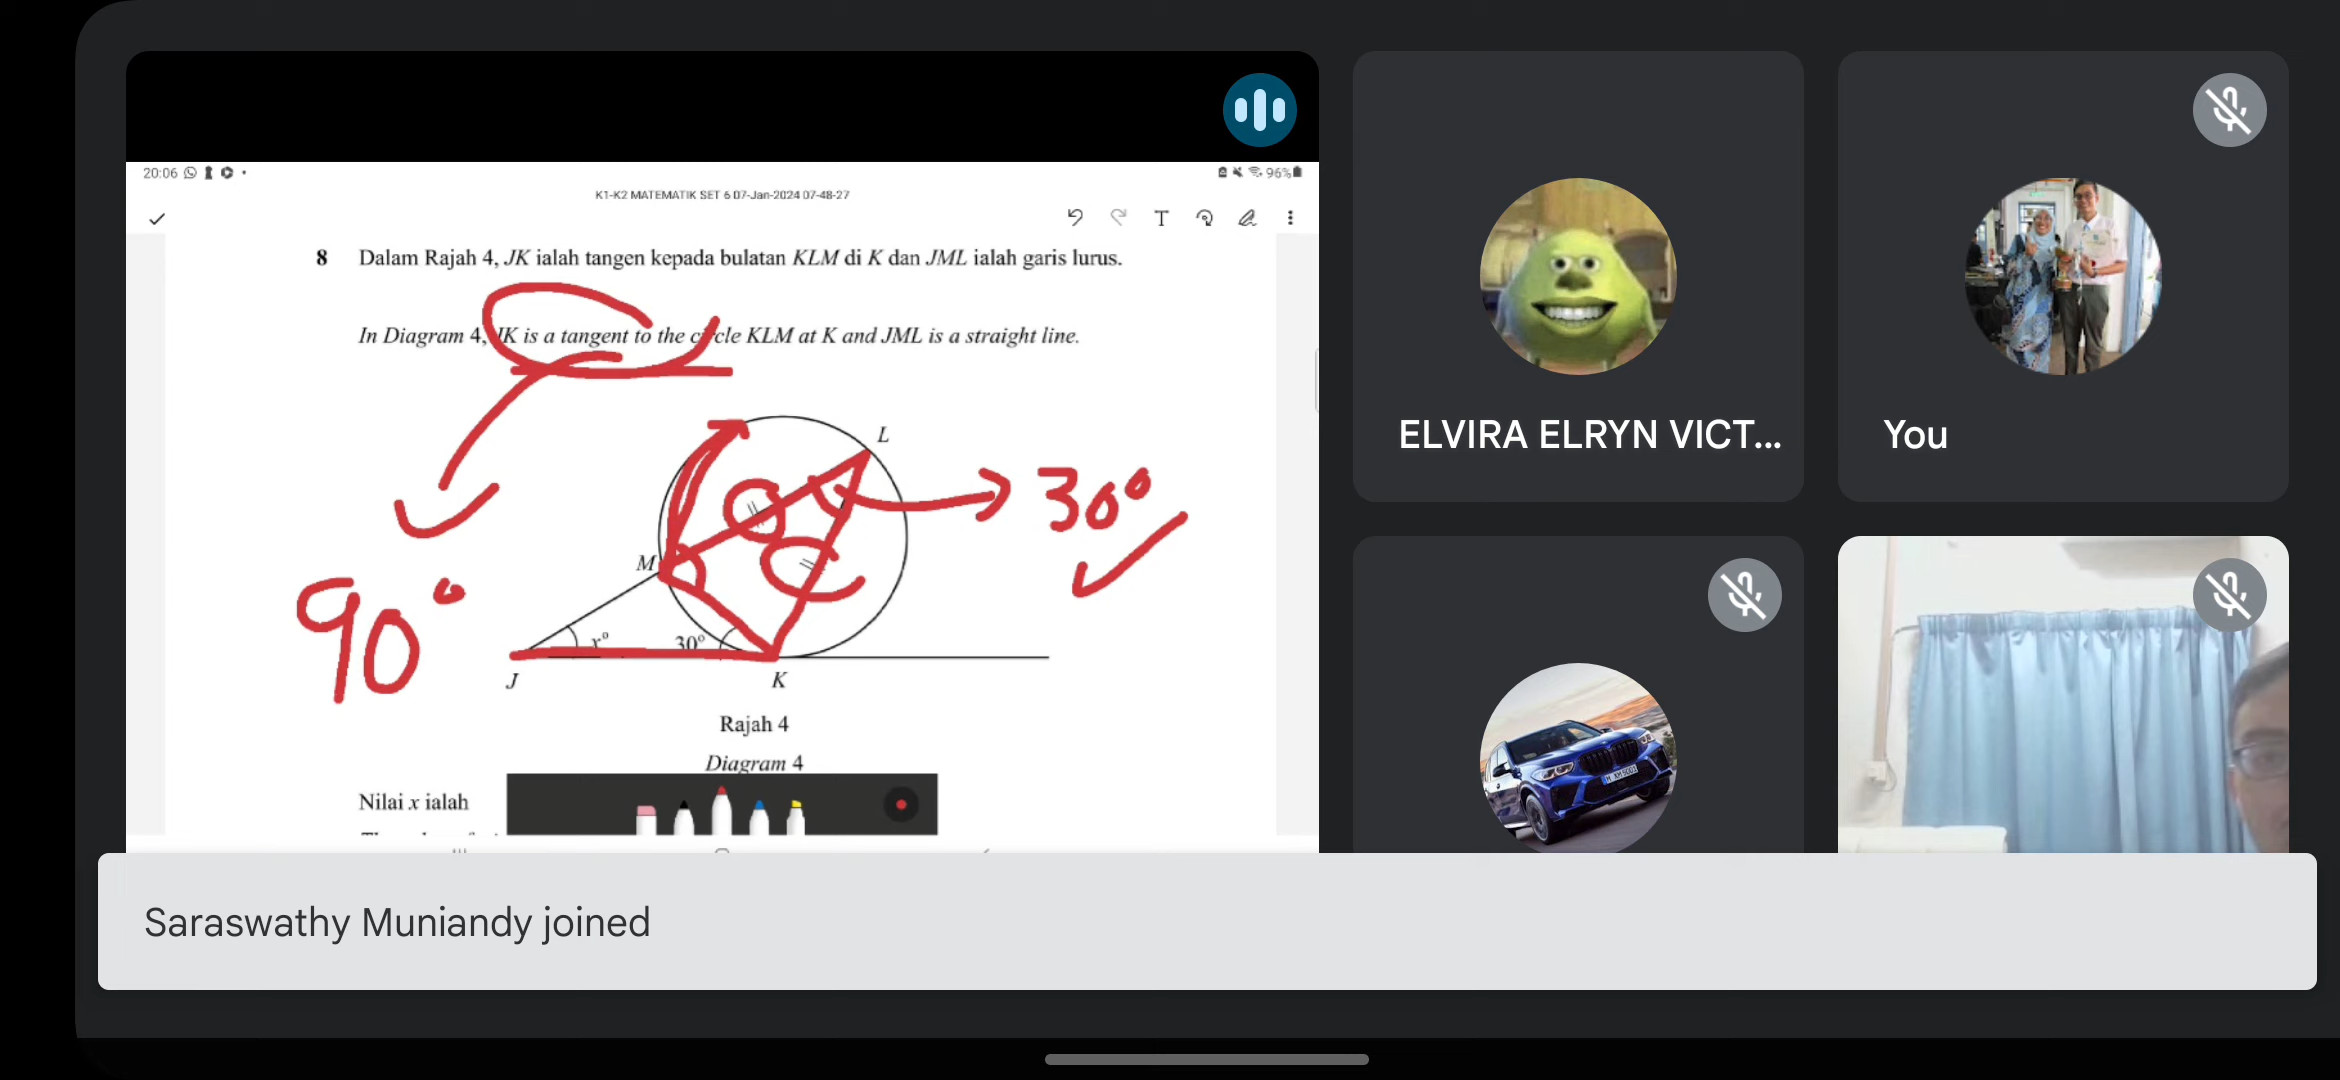 20:06
96%
K1-K2 MATEMATIK SET 6 07-Jan-2024 07-48-27
T
8 Dalam Rajah 4, JK ialah tangen kepada bulatan KLM di K dan JML ialah garis lurus.
In Diagram 4, JK is a tangent to the circle KLM at K and JML is a straight line.
L
30°
M
90°
x°
30°
J
K
Rajah 4
Diagram 4
Nilai x ialah
ELVIRA ELRYN VICT...
You
Saraswathy Muniandy joined